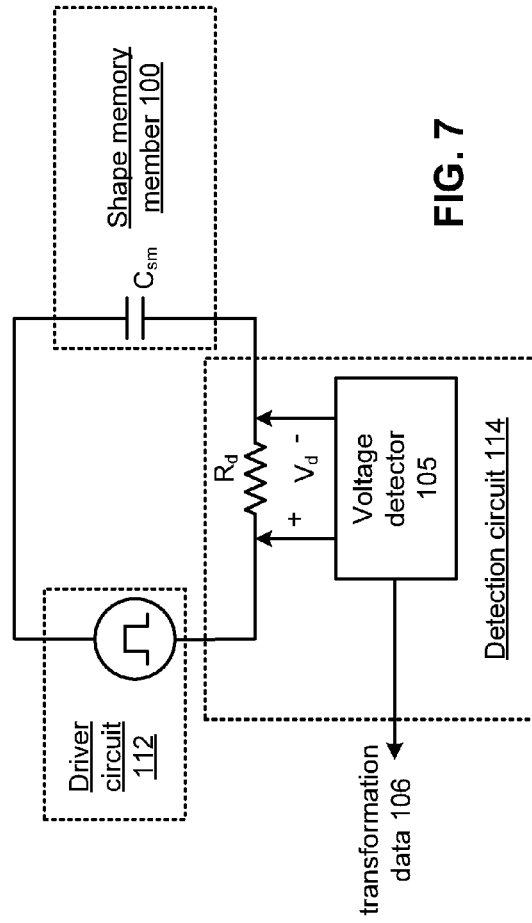 Driver
circuit
112
Shape memory
member 100
C_sm
R_d
+ V_d -
Voltage
detector
105
Detection circuit 114
transformation
data 106
FIG. 7